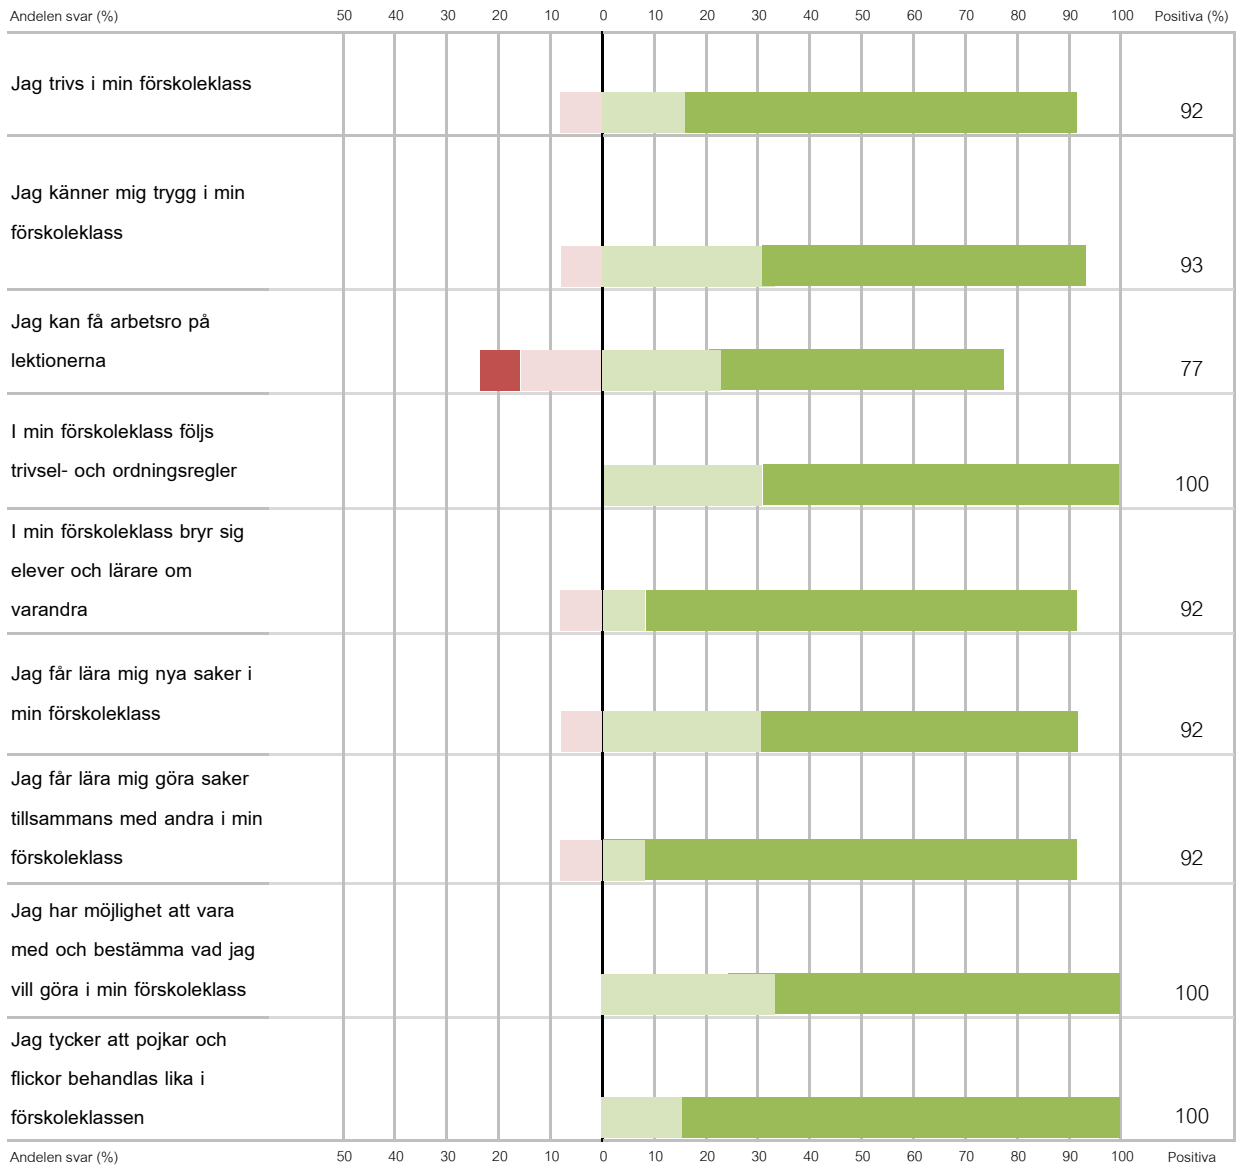 Andelen svar (%) 50 40 30 20 10 0 10 20 30 40 50 60 70 80 90 100 Positiva (%)
Jag trivs i min förskoleklass
92
Jag känner mig trygg i min
förskoleklass
93
Jag kan få arbetsro på
lektionerna
77
I min förskoleklass följs
trivsel- och ordningsregler
100
I min förskoleklass bryr sig
elever och lärare om
varandra
92
Jag får lära mig nya saker i
min förskoleklass
92
Jag får lära mig göra saker
tillsammans med andra i min
förskoleklass
92
Jag har möjlighet att vara
med och bestämma vad jag
vill göra i min förskoleklass
100
Jag tycker att pojkar och
flickor behandlas lika i
förskoleklassen
100
Andelen svar (%) 50 40 30 20 10 0 10 20 30 40 50 60 70 80 90 100 Positiva